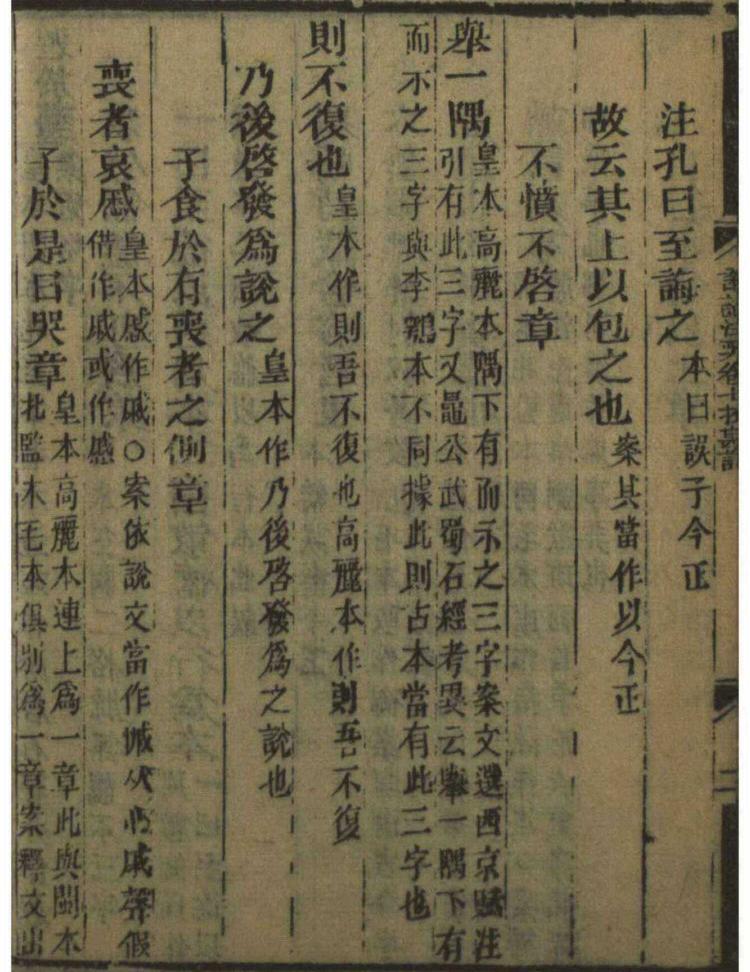 注孔曰至誨之 本曰誤子今正
故云其上以包之也 案其當作以今正
不憤不啓章
舉一隅 皇本高麗本隅下有而示之三字案文選西京賦注
引有此三字又鼂公武蜀石經考異云舉一隅下有
而示之三字與李鶚本不同據此則古本當有此三字也
則不復也 皇本作則吾不復也高麗本作則吾不復
乃後啓發爲說之 皇本作乃後啓發爲之說也
子食於有喪者之側章
喪者哀慼 皇本慼作戚○案依說文當作慽从心戚聲假
借作戚或作慼
子於是日哭章 皇本高麗本連上爲一章此與閩本
北監本毛本俱別爲一章案釋文出
二